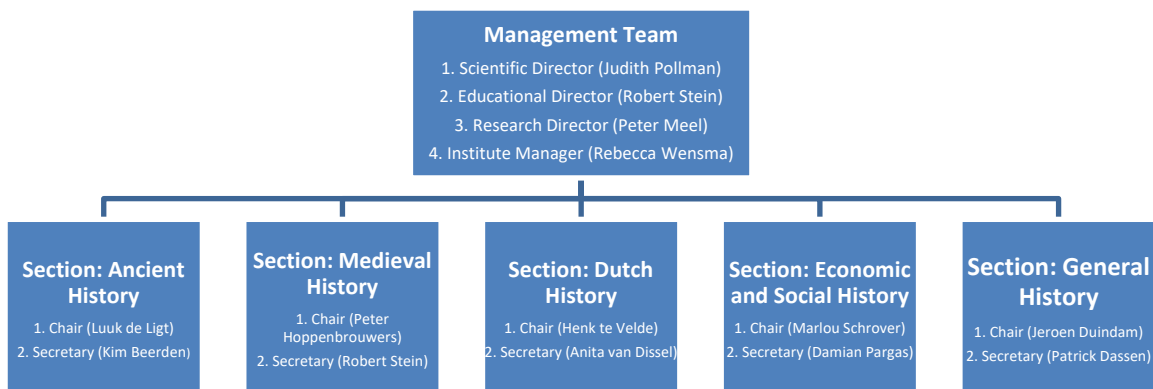 Management Team
1. Scientific Director (Judith Pollman)
2. Educational Director (Robert Stein)
3. Research Director (Peter Meel)
4. Institute Manager (Rebecca Wensma)
Section: Ancient
History
1. Chair (Luuk de Ligt)
2. Secretary (Kim Beerden)
Section: Medieval
History
1. Chair (Peter
Hoppenbrouwers)
2. Secretary (Robert Stein)
Section: Dutch
History
1. Chair (Henk te Velde)
2. Secretary (Anita van Dissel)
Section: Economic
and Social History
1. Chair (Marlou Schrover)
2. Secretary (Damian Pargas)
Section: General
History
1. Chair (Jeroen Duindam)
2. Secretary (Patrick Dassen)